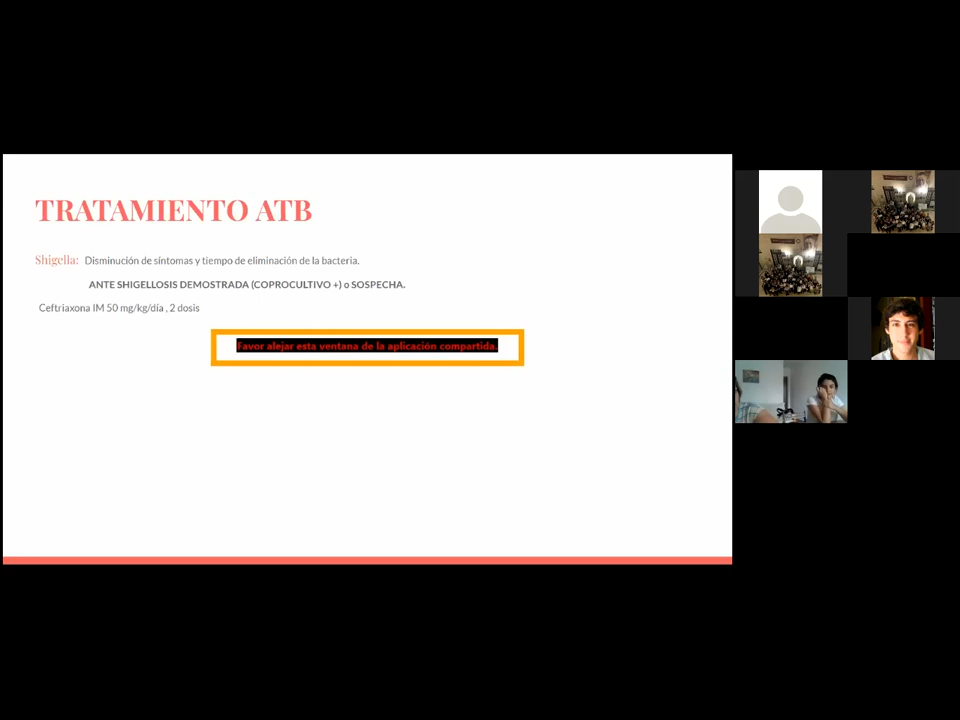 TRATAMIENTO ATB
Shigella: Disminución de síntomas y tiempo de eliminación de la bacteria.
ANTE SHIGELLOSIS DEMOSTRADA (COPROCULTIVO +) o SOSPECHA.
Ceftriaxona IM 50 mg/kg/día , 2 dosis
Favor alejar esta ventana de la aplicación compartida.